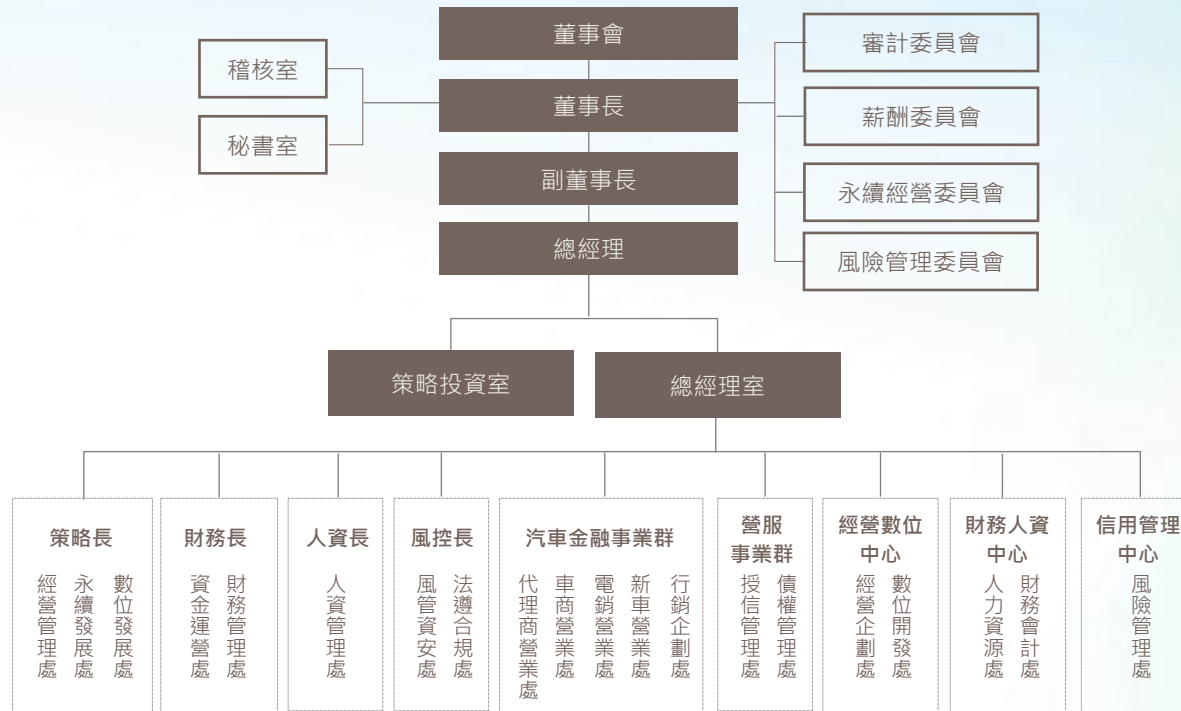 董事會
稽核室
董事長
秘書室
審計委員會
薪酬委員會
永續經營委員會
風險管理委員會
副董事長
總經理
策略投資室
總經理室
策略長
經營管理處
永續發展處
數位發展處
財務長
資金運營處
財務管理處
人資長
人資管理處
風控長
風管資安處
法遵合規處
汽車金融事業群
代理商營業處
車商營業處
電銷營業處
新車營業處
行銷企劃處
營服
事業群
授信管理處
債權管理處
經營數位
中心
經營企劃處
數位開發處
財務人資
中心
人力資源處
財務會計處
信用管理
中心
風險管理處